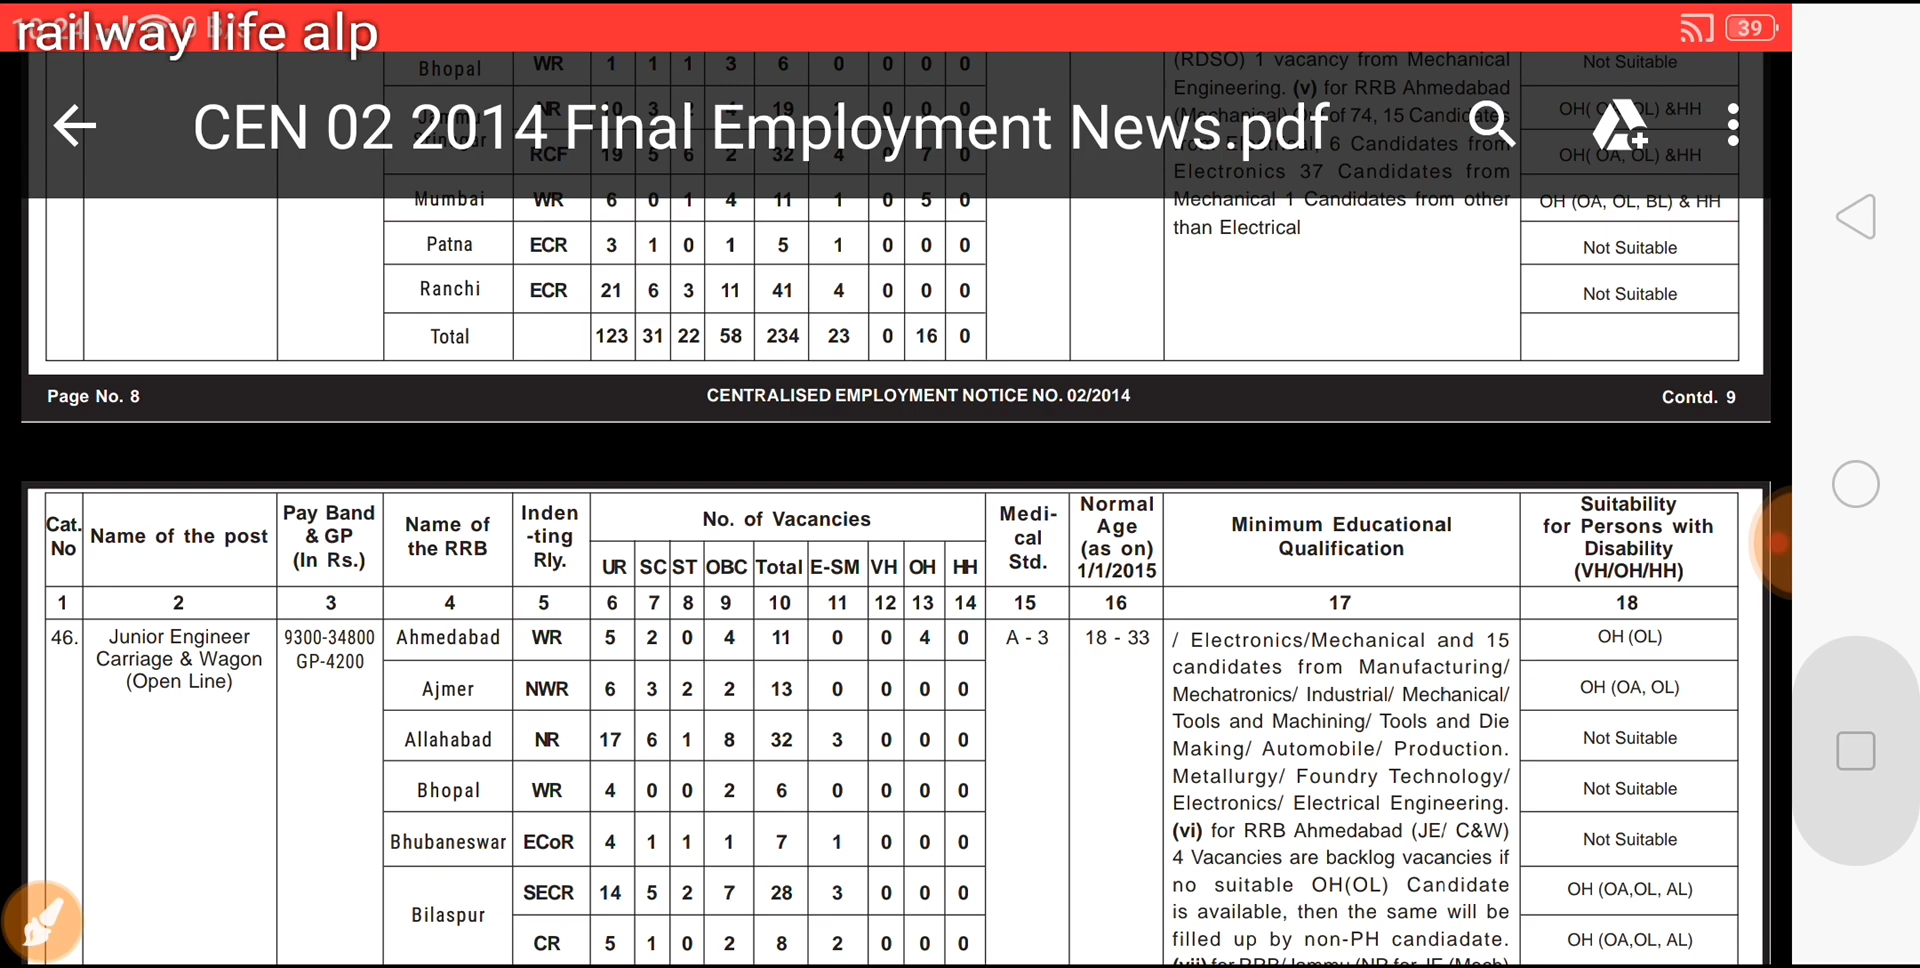 railway life alp
39
CEN 02 2014 Final Employment News.pdf
Bhopal WR 1 1 1 3 6 0 0 0 0
(RDSO) 1 vacancy from Mechanical
Engineering. (v) for RRB Ahmedabad
Not Suitable
OH( OA, OL) &HH
RCF 19 5 6 2 32 4 0 7 0
6 Candidates from
Electronics 37 Candidates from
Mechanical 1 Candidates from other
than Electrical
OH( OA, OL) &HH
Mumbai WR 6 0 1 4 11 1 0 5 0
OH (OA, OL, BL) & HH
Patna ECR 3 1 0 1 5 1 0 0 0
Not Suitable
Ranchi ECR 21 6 3 11 41 4 0 0 0
Not Suitable
Total 123 31 22 58 234 23 0 16 0
Page No. 8 CENTRALISED EMPLOYMENT NOTICE NO. 02/2014 Contd. 9
Cat. No
Name of the post
Pay Band
& GP
(In Rs.)
Name of
the RRB
Inden
-ting
Rly.
No. of Vacancies
UR SC ST OBC Total E-SM VH OH HH
Medi-
cal
Std.
Normal
Age
(as on)
1/1/2015
Minimum Educational
Qualification
Suitability
for Persons with
Disability
(VH/OH/HH)
1 2 3 4 5 6 7 8 9 10 11 12 13 14 15 16 17 18
46.
Junior Engineer
Carriage & Wagon
(Open Line)
9300-34800
GP-4200
Ahmedabad WR 5 2 0 4 11 0 0 4 0
A - 3
18 - 33
Ajmer NWR 6 3 2 2 13 0 0 0 0
Allahabad NR 17 6 1 8 32 3 0 0 0
Bhopal WR 4 0 0 2 6 0 0 0 0
Bhubaneswar ECoR 4 1 1 1 7 1 0 0 0
Bilaspur
SECR 14 5 2 7 28 3 0 0 0
CR 5 1 0 2 8 2 0 0 0
/ Electronics/Mechanical and 15
candidates from Manufacturing/
Mechatronics/ Industrial/ Mechanical/
Tools and Machining/ Tools and Die
Making/ Automobile/ Production.
Metallurgy/ Foundry Technology/
Electronics/ Electrical Engineering.
(vi) for RRB Ahmedabad (JE/ C&W)
4 Vacancies are backlog vacancies if
no suitable OH(OL) Candidate
is available, then the same will be
filled up by non-PH candiadate.
OH (OL)
OH (OA, OL)
Not Suitable
Not Suitable
Not Suitable
OH (OA,OL, AL)
OH (OA,OL, AL)